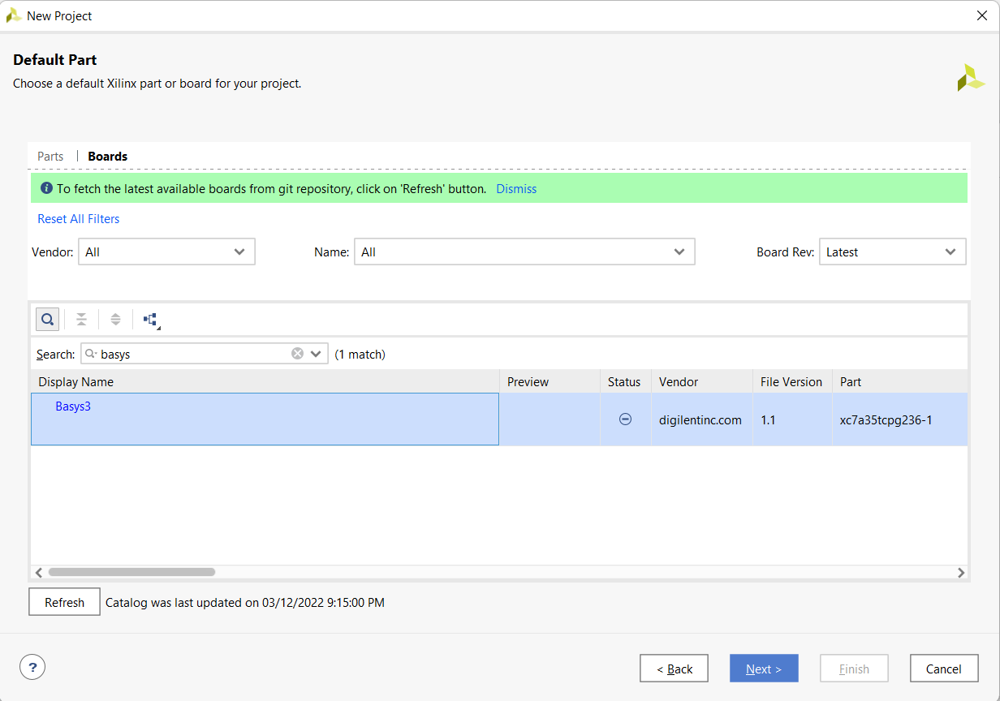 New Project
Default Part
Choose a default Xilinx part or board for your project.
Parts | Boards
To fetch the latest available boards from git repository, click on 'Refresh' button. Dismiss
Reset All Filters
Vendor: All Name: All Board Rev: Latest
Search: basys (1 match)
Display Name Preview Status Vendor File Version Part
Basys3 digilentinc.com 1.1 xc7a35tcpg236-1
Refresh Catalog was last updated on 03/12/2022 9:15:00 PM
? < Back Next > Finish Cancel